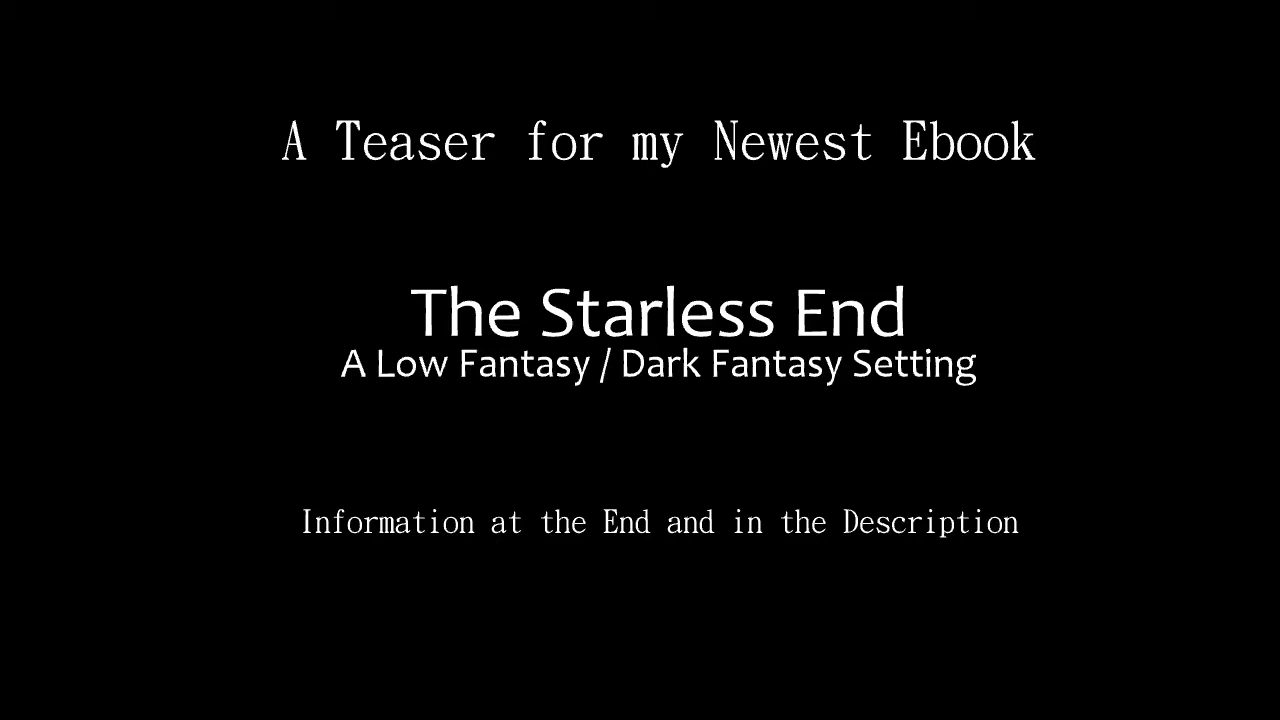 A Teaser for my Newest Ebook
The Starless End
A Low Fantasy / Dark Fantasy Setting
Information at the End and in the Description